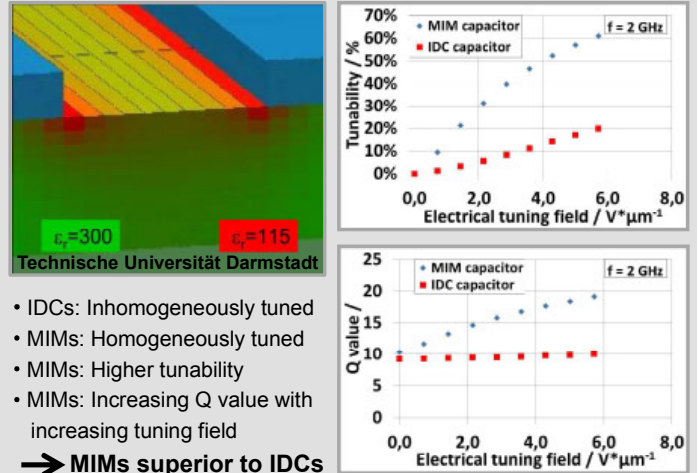 εr=300
εr=115
Technische Universität Darmstadt
• IDCs: Inhomogeneously tuned
• MIMs: Homogeneously tuned
• MIMs: Higher tunability
• MIMs: Increasing Q value with
increasing tuning field
→ MIMs superior to IDCs
70%
60%
50%
40%
30%
20%
10%
0%
Tunability / %
MIM capacitor
IDC capacitor
f = 2 GHz
0,0 2,0 4,0 6,0 8,0
Electrical tuning field / V*µm⁻¹
25
20
15
10
5
0
Q value /
MIM capacitor
IDC capacitor
f = 2 GHz
0,0 2,0 4,0 6,0 8,0
Electrical tuning field / V*µm⁻¹